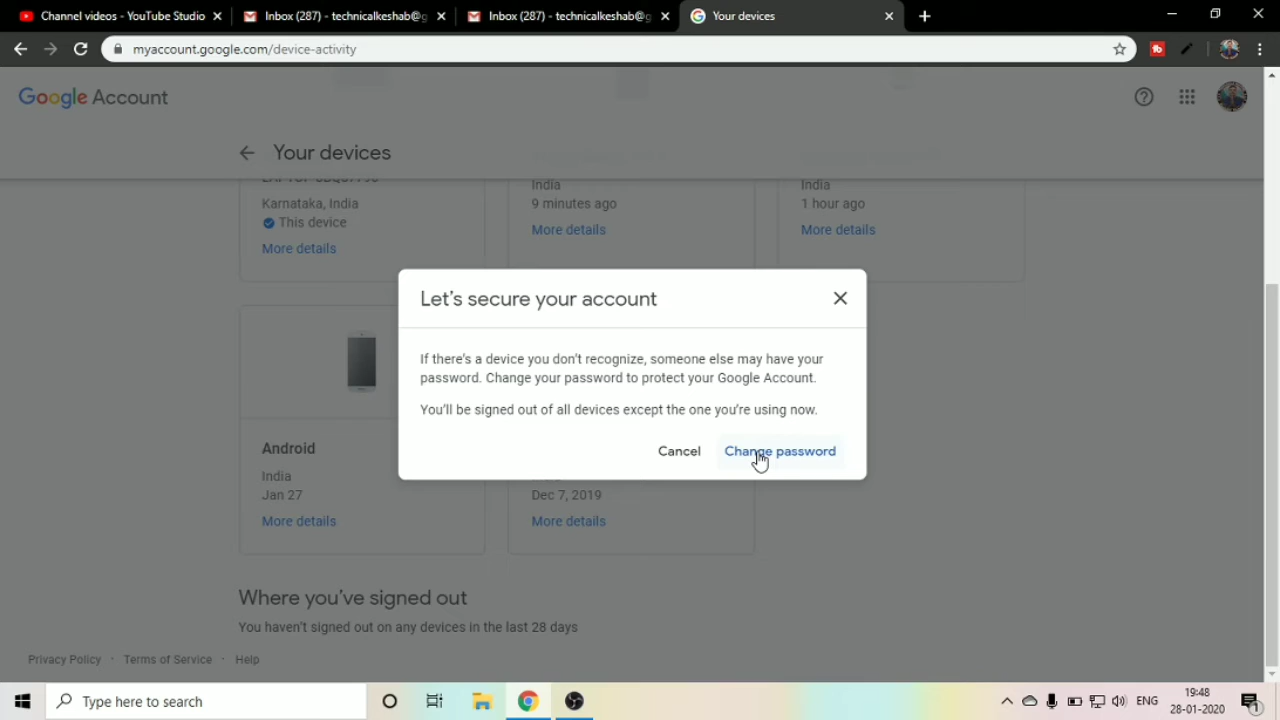 Channel videos - YouTube Studio
Inbox (287) - technicalkeshab@g
Inbox (287) - technicalkeshab@g
Your devices
myaccount.google.com/device-activity
Google Account
Your devices
Karnataka, India
This device
More details
India
9 minutes ago
More details
India
1 hour ago
More details
Let's secure your account
If there's a device you don't recognize, someone else may have your
password. Change your password to protect your Google Account.
You'll be signed out of all devices except the one you're using now.
Cancel
Change password
Android
India
Jan 27
More details
Dec 7, 2019
More details
Where you've signed out
You haven't signed out on any devices in the last 28 days
Privacy Policy · Terms of Service · Help
Type here to search
ENG
19:48
28-01-2020